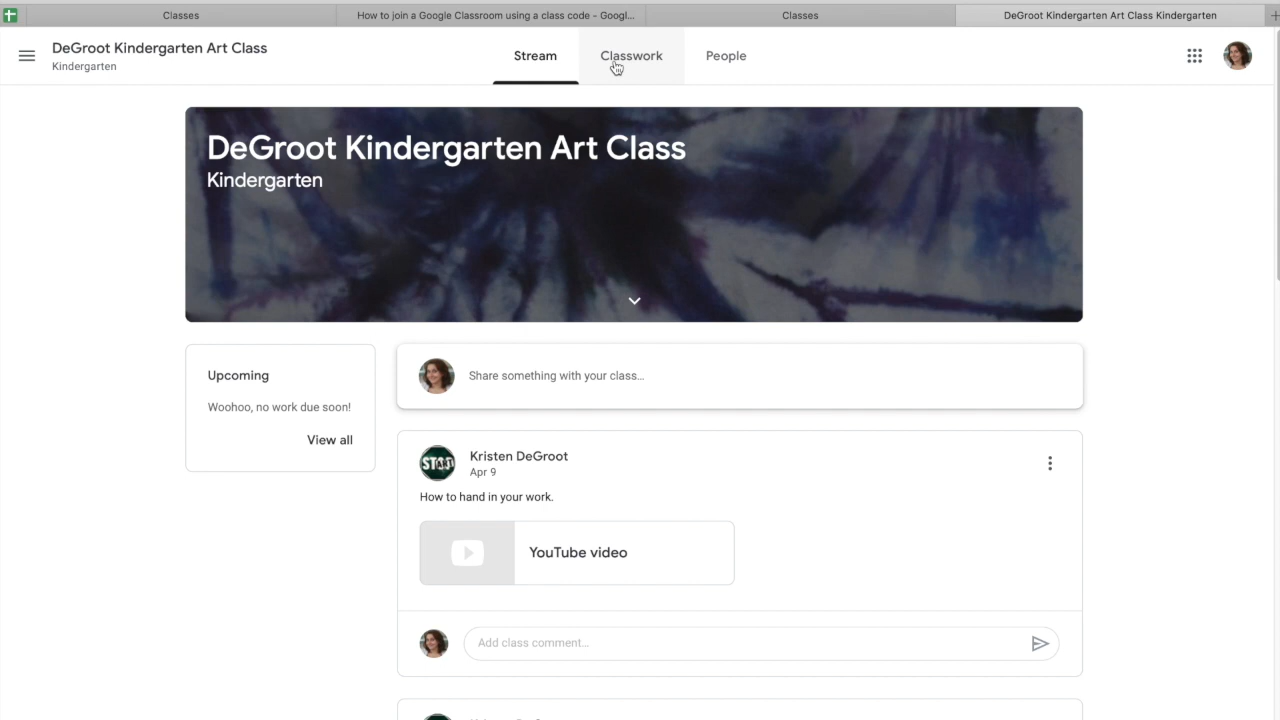 Classes
How to join a Google Classroom using a class code - Googl...
Classes
DeGroot Kindergarten Art Class Kindergarten
DeGroot Kindergarten Art Class
Kindergarten
Stream
Classwork
People
DeGroot Kindergarten Art Class
Kindergarten
Upcoming
Woohoo, no work due soon!
View all
Share something with your class...
Kristen DeGroot
Apr 9
How to hand in your work.
YouTube video
Add class comment...